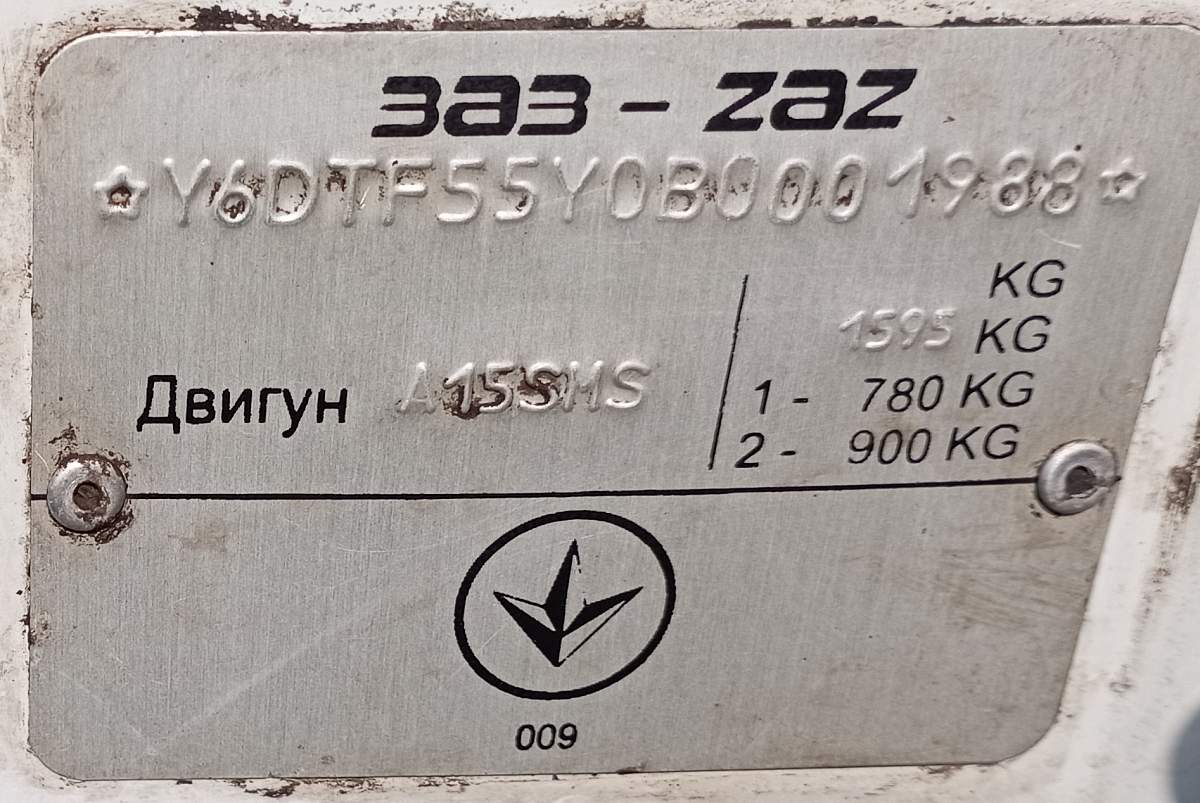 ЗАЗ - ZAZ
☆Y6DTF55Y0B0001988☆
KG
1595 KG
Двигун A15SMS
1 - 780 KG
2 - 900 KG
009